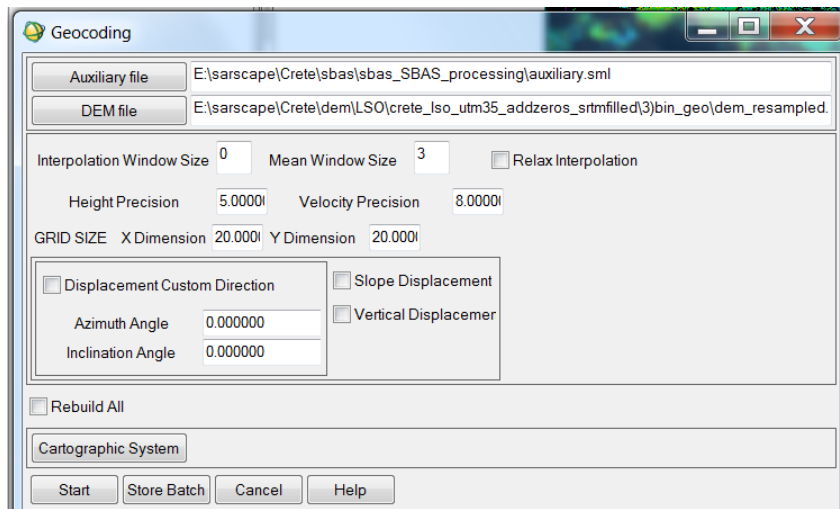 Geocoding
Auxiliary file E:\sarscape\Crete\sbas\sbas_SBAS_processing\auxiliary.sml
DEM file E:\sarscape\Crete\dem\LSO\crete_lso_utm35_addzeros_srtmfilled\3)bin_geo\dem_resampled.
Interpolation Window Size 0 Mean Window Size 3 Relax Interpolation
Height Precision 5.0000 Velocity Precision 8.0000
GRID SIZE X Dimension 20.000 Y Dimension 20.000
Displacement Custom Direction Slope Displacement
Azimuth Angle 0.000000 Vertical Displacemer
Inclination Angle 0.000000
Rebuild All
Cartographic System
Start Store Batch Cancel Help